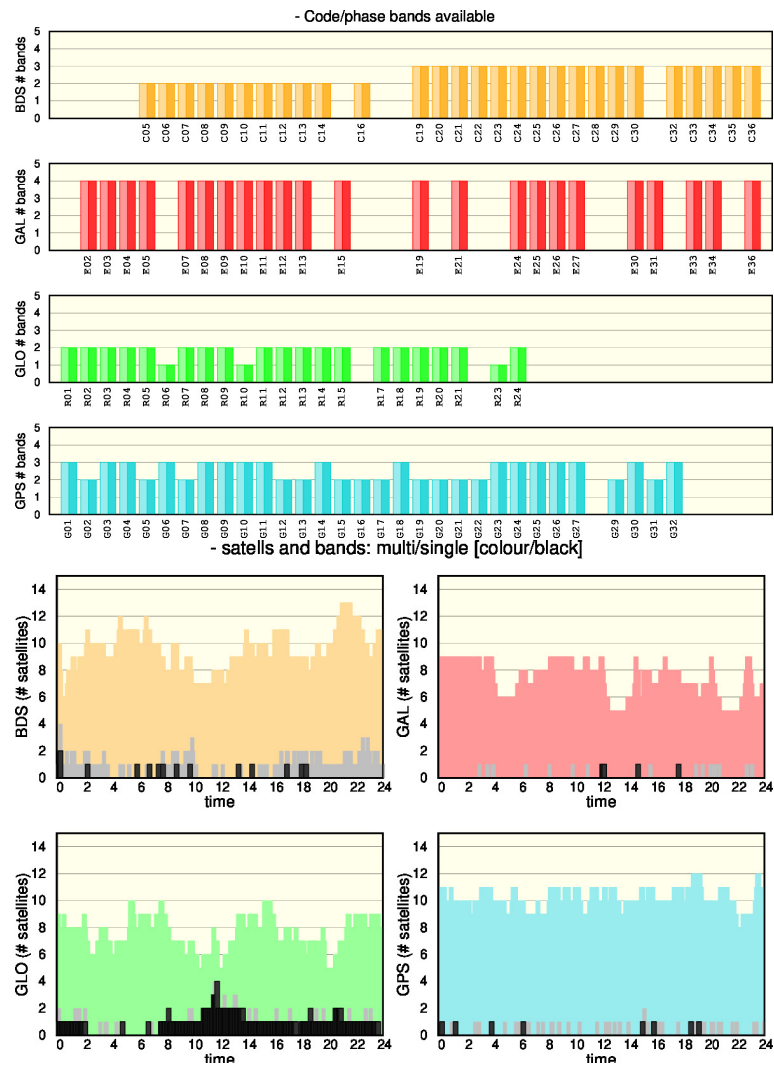 - Code/phase bands available
BDS # bands
5
4
3
2
1
0
C05 C06 C07 C08 C09 C10 C11 C12 C13 C14 C16 C19 C20 C21 C22 C23 C24 C25 C26 C27 C28 C29 C30 C32 C33 C34 C35 C36
GAL # bands
5
4
3
2
1
0
E02 E03 E04 E05 E07 E08 E09 E10 E11 E12 E13 E15 E19 E21 E24 E25 E26 E27 E30 E31 E33 E34 E36
GLO # bands
5
4
3
2
1
0
R01 R02 R03 R04 R05 R06 R07 R08 R09 R10 R11 R12 R13 R14 R15 R17 R18 R19 R20 R21 R23 R24
GPS # bands
5
4
3
2
1
0
G01 G02 G03 G04 G05 G06 G07 G08 G09 G10 G11 G12 G13 G14 G15 G16 G17 G18 G19 G20 G21 G22 G23 G24 G25 G26 G27 G29 G30 G31 G32
- satells and bands: multi/single [colour/black]
BDS (# satellites)
14
12
10
8
6
4
2
0
0 2 4 6 8 10 12 14 16 18 20 22 24
time
GAL (# satellites)
14
12
10
8
6
4
2
0
0 2 4 6 8 10 12 14 16 18 20 22 24
time
GLO (# satellites)
14
12
10
8
6
4
2
0
0 2 4 6 8 10 12 14 16 18 20 22 24
time
GPS (# satellites)
14
12
10
8
6
4
2
0
0 2 4 6 8 10 12 14 16 18 20 22 24
time